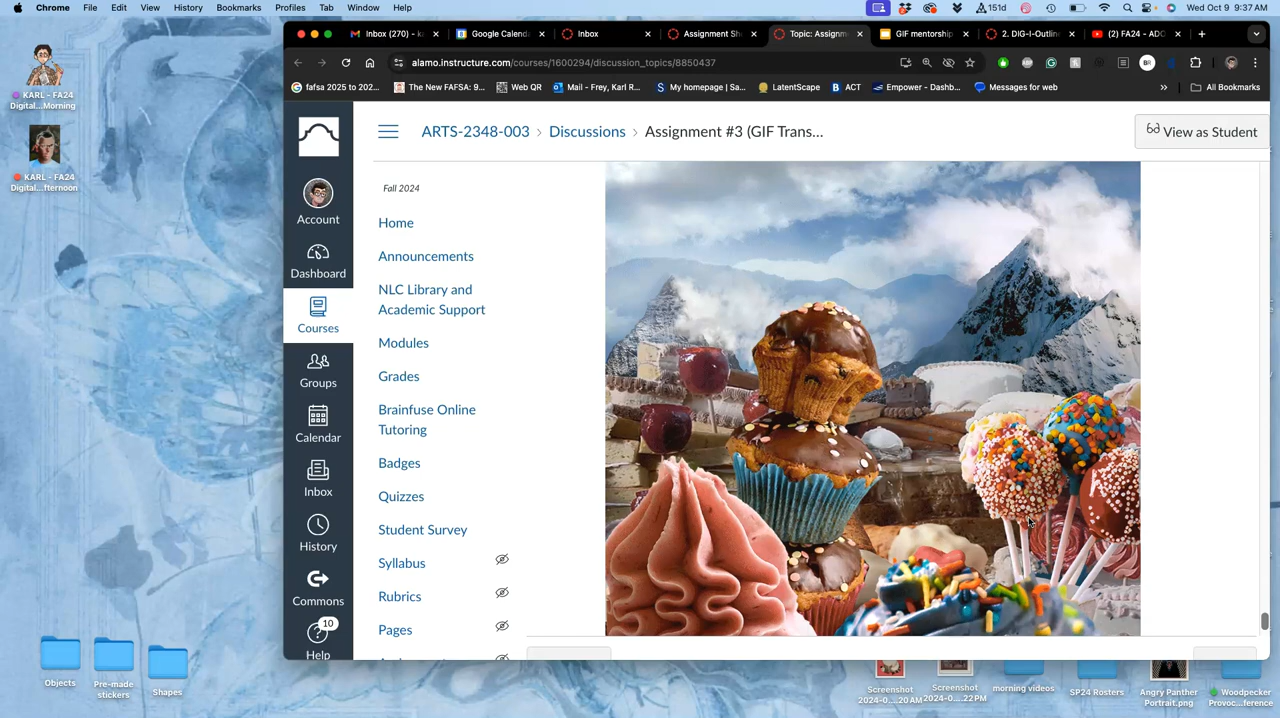 Chrome File Edit View History Bookmarks Profiles Tab Window Help 151d Wed Oct 9 9:37 AM
Inbox (270) - k Google Calend Inbox Assignment Sh Topic: Assignm GIF mentorship 2. DiG-I-Outlin (3) FA24 - ADO
alamo.instructure.com/courses/1600294/discussion_topics/8850437
fafsa 2025 to 202... The New FAFSA: 9... Web QR Mail - Frey, Karl R... My homepage | Sa... LatentScape ACT Empower - Dashb... Messages for web » All Bookmarks
KARL - FA24
Digital...Morning
KARL - FA24
Digital...fternoon
ARTS-2348-003 › Discussions › Assignment #3 (GIF Trans...
View as Student
Account
Dashboard
Courses
Groups
Calendar
Inbox
History
Commons
10
Help
Fall 2024
Home
Announcements
NLC Library and
Academic Support
Modules
Grades
Brainfuse Online
Tutoring
Badges
Quizzes
Student Survey
Syllabus
Rubrics
Pages
Objects
Pre-made
stickers
Shapes
Screenshot
2024-0....20 AM
Screenshot
2024-0....22 PM
morning videos
SP24 Rosters
Angry Panther
Portrait.png
Woodpecker
Provoc...ference